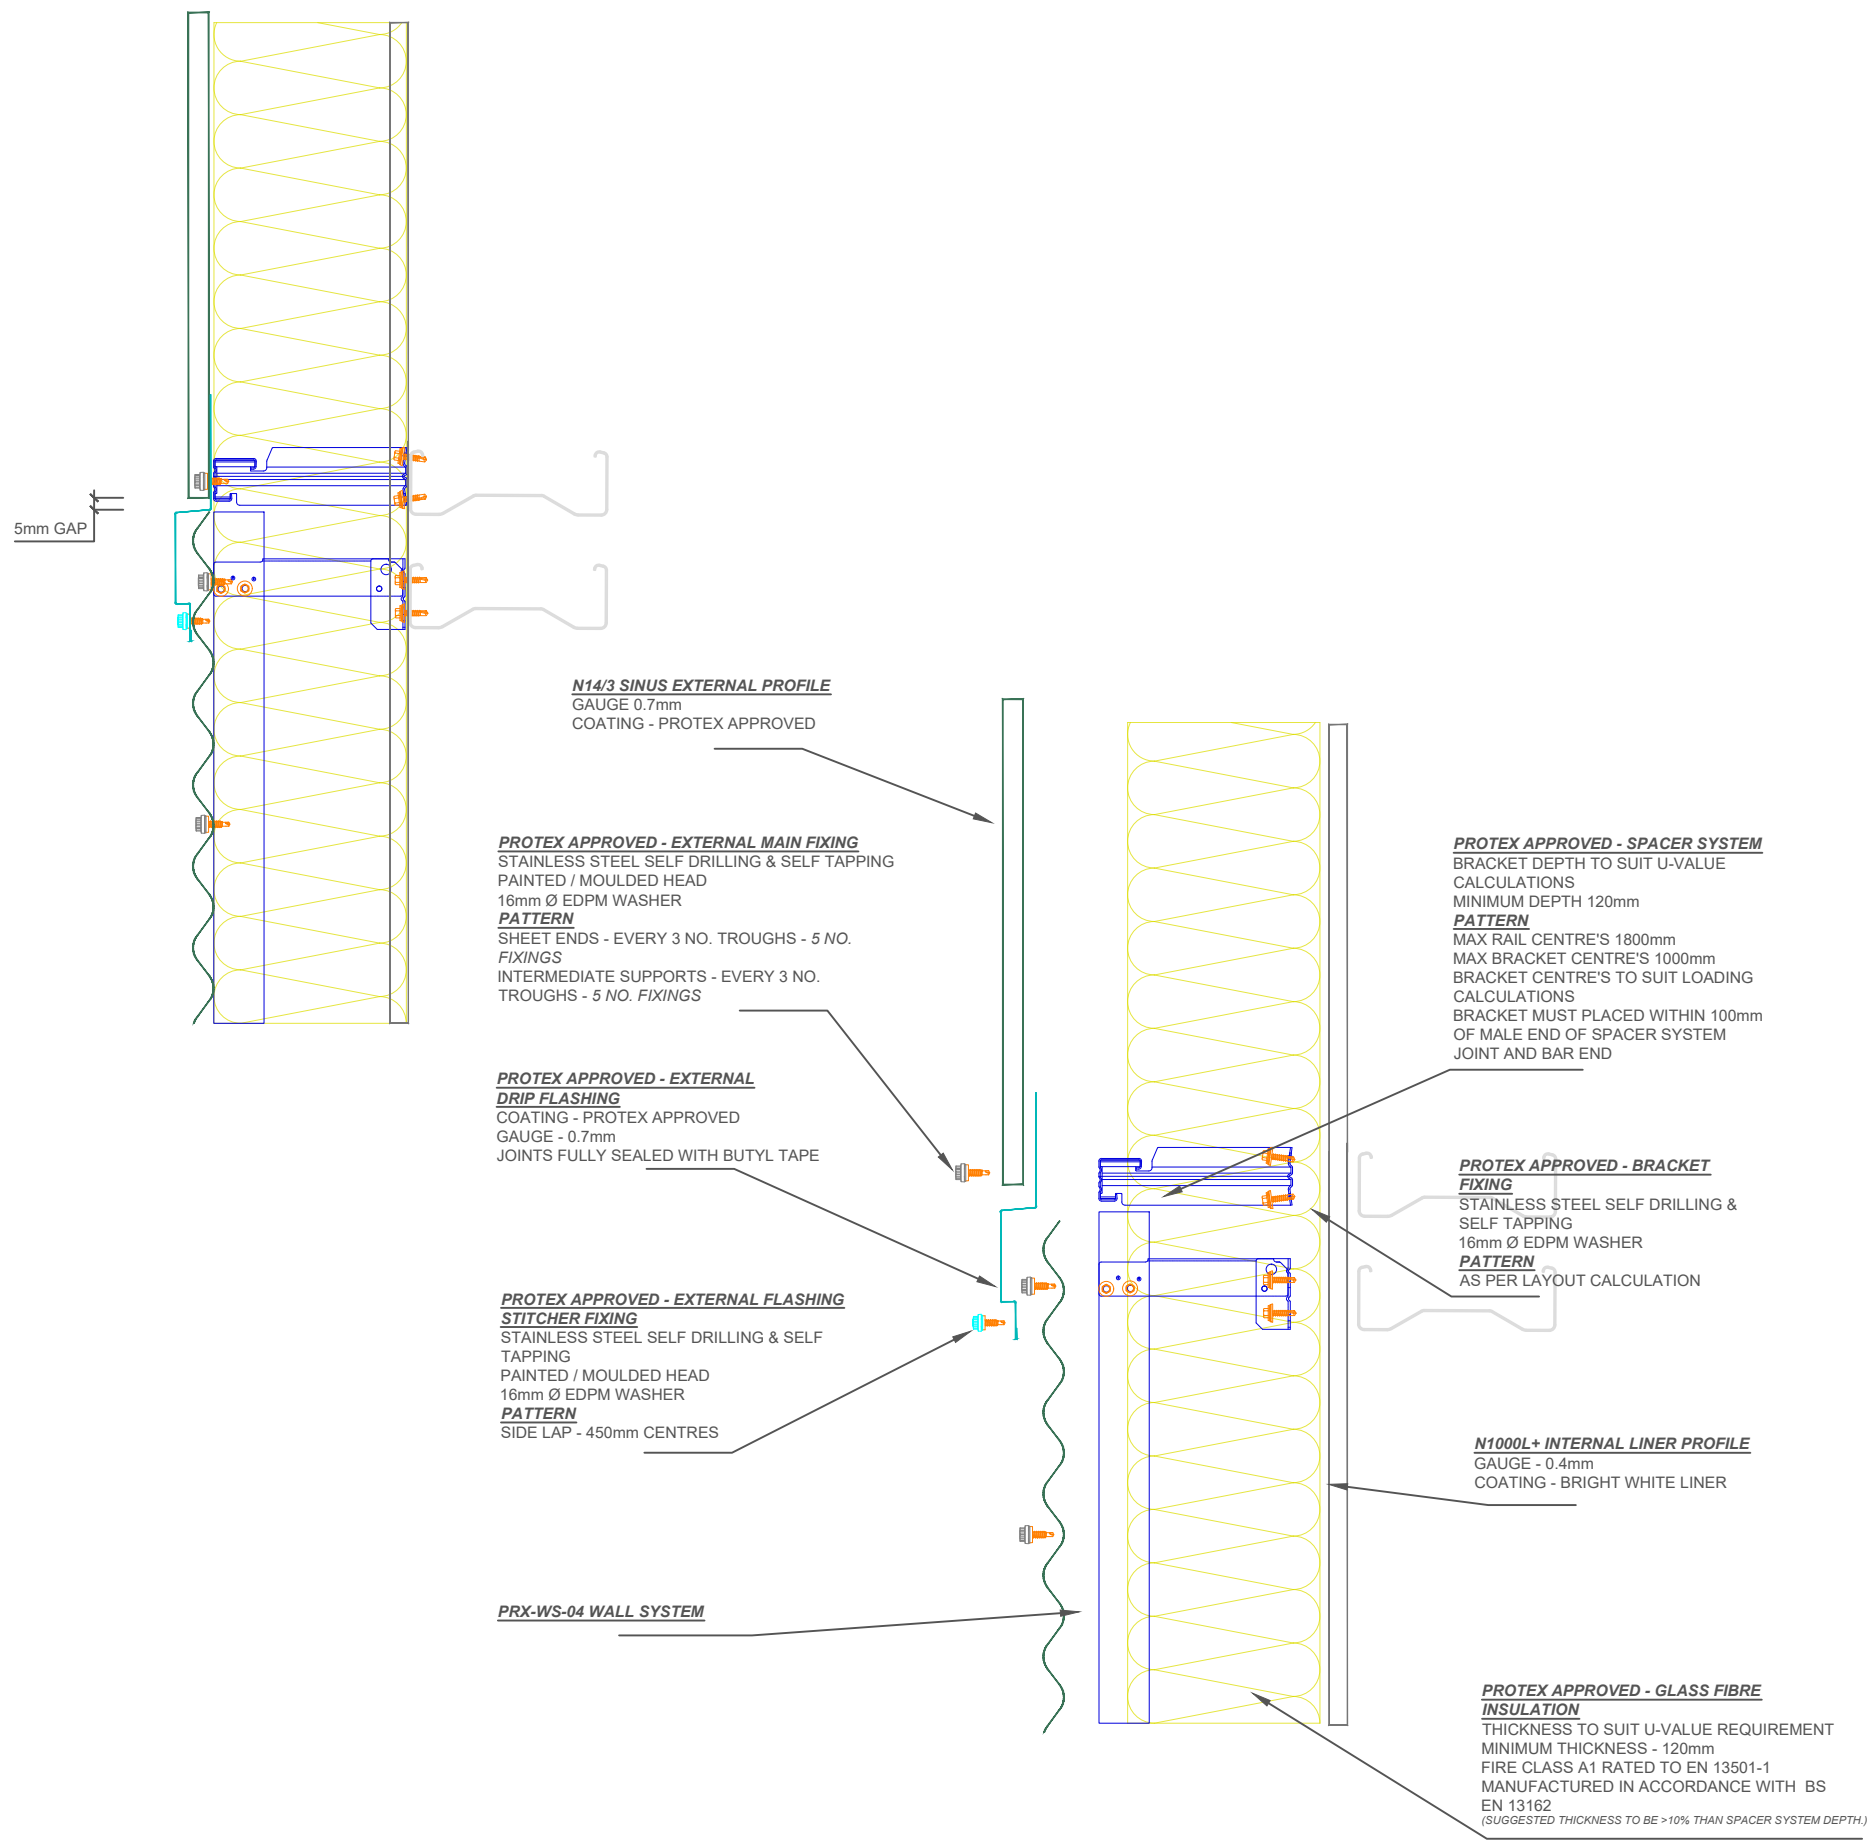 5mm GAP
N14/3 SINUS EXTERNAL PROFILE
GAUGE 0.7mm
COATING - PROTEX APPROVED
PROTEX APPROVED - EXTERNAL MAIN FIXING
STAINLESS STEEL SELF DRILLING & SELF TAPPING
PAINTED / MOULDED HEAD
16mm Ø EDPM WASHER
PATTERN
SHEET ENDS - EVERY 3 NO. TROUGHS - 5 NO.
FIXINGS
INTERMEDIATE SUPPORTS - EVERY 3 NO.
TROUGHS - 5 NO. FIXINGS
PROTEX APPROVED - EXTERNAL
DRIP FLASHING
COATING - PROTEX APPROVED
GAUGE - 0.7mm
JOINTS FULLY SEALED WITH BUTYL TAPE
PROTEX APPROVED - EXTERNAL FLASHING
STITCHER FIXING
STAINLESS STEEL SELF DRILLING & SELF
TAPPING
PAINTED / MOULDED HEAD
16mm Ø EDPM WASHER
PATTERN
SIDE LAP - 450mm CENTRES
PRX-WS-04 WALL SYSTEM
PROTEX APPROVED - SPACER SYSTEM
BRACKET DEPTH TO SUIT U-VALUE
CALCULATIONS
MINIMUM DEPTH 120mm
PATTERN
MAX RAIL CENTRE'S 1800mm
MAX BRACKET CENTRE'S 1000mm
BRACKET CENTRE'S TO SUIT LOADING
CALCULATIONS
BRACKET MUST PLACED WITHIN 100mm
OF MALE END OF SPACER SYSTEM
JOINT AND BAR END
PROTEX APPROVED - BRACKET
FIXING
STAINLESS STEEL SELF DRILLING &
SELF TAPPING
16mm Ø EDPM WASHER
PATTERN
AS PER LAYOUT CALCULATION
N1000L+ INTERNAL LINER PROFILE
GAUGE - 0.4mm
COATING - BRIGHT WHITE LINER
PROTEX APPROVED - GLASS FIBRE
INSULATION
THICKNESS TO SUIT U-VALUE REQUIREMENT
MINIMUM THICKNESS - 120mm
FIRE CLASS A1 RATED TO EN 13501-1
MANUFACTURED IN ACCORDANCE WITH BS
EN 13162
(SUGGESTED THICKNESS TO BE >10% THAN SPACER SYSTEM DEPTH.)